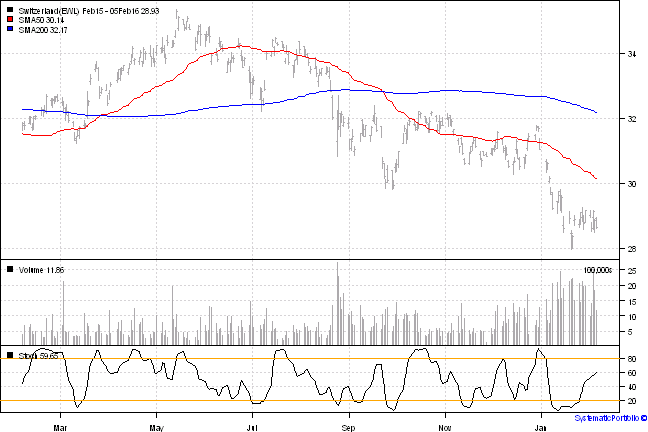 Switzerland(EWL) Feb15 - 05Feb16 28.93
SMA50 30.14
SMA200 32.17
34
32
30
28
Volume 11.86
100,000s
25
20
15
10
5
Stoch 59.65
80
60
40
20
Mar May Jul Sep Nov Jan
SystematicPortfolio ©